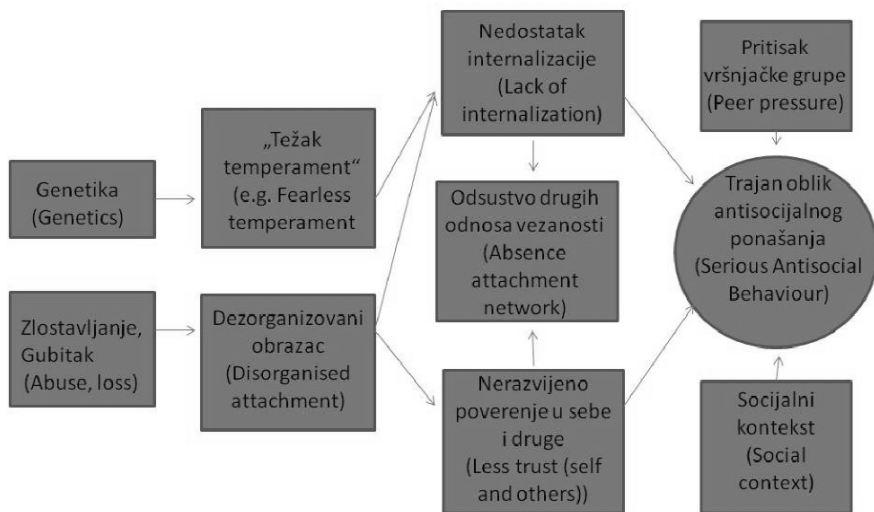 Genetika
(Genetics)
Zlostavljanje,
Gubitak
(Abuse, loss)
„Težak
temperament“
(e.g. Fearless
temperament
Dezorganizovani
obrazac
(Disorganised
attachment)
Nedostatak
internalizacije
(Lack of
internalization)
Odsustvo drugih
odnosa vezanosti
(Absence
attachment
network)
Nerazvijeno
poverenje u sebe
i druge
(Less trust (self
and others))
Pritisak
vršnjačke grupe
(Peer pressure)
Trajan oblik
antisocijalnog
ponašanja
(Serious Antisocial
Behaviour)
Socijalni
kontekst
(Social
context)